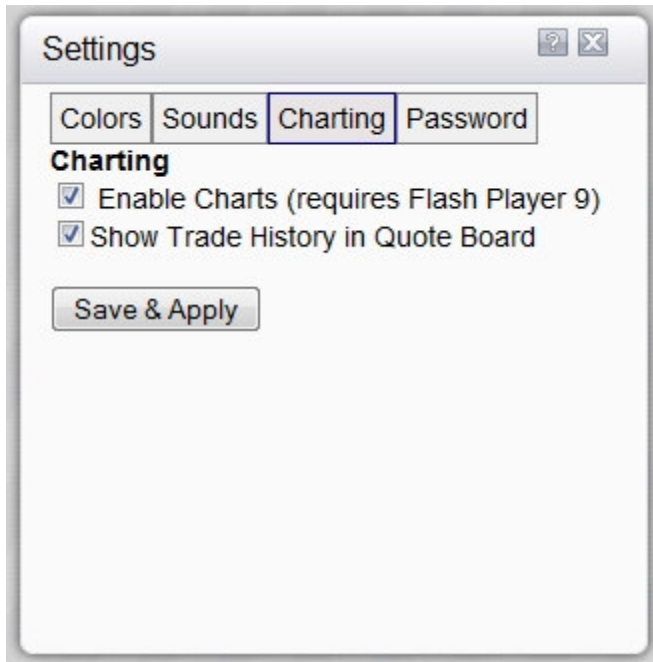 Settings
Colors Sounds Charting Password
Charting
Enable Charts (requires Flash Player 9)
Show Trade History in Quote Board
Save & Apply